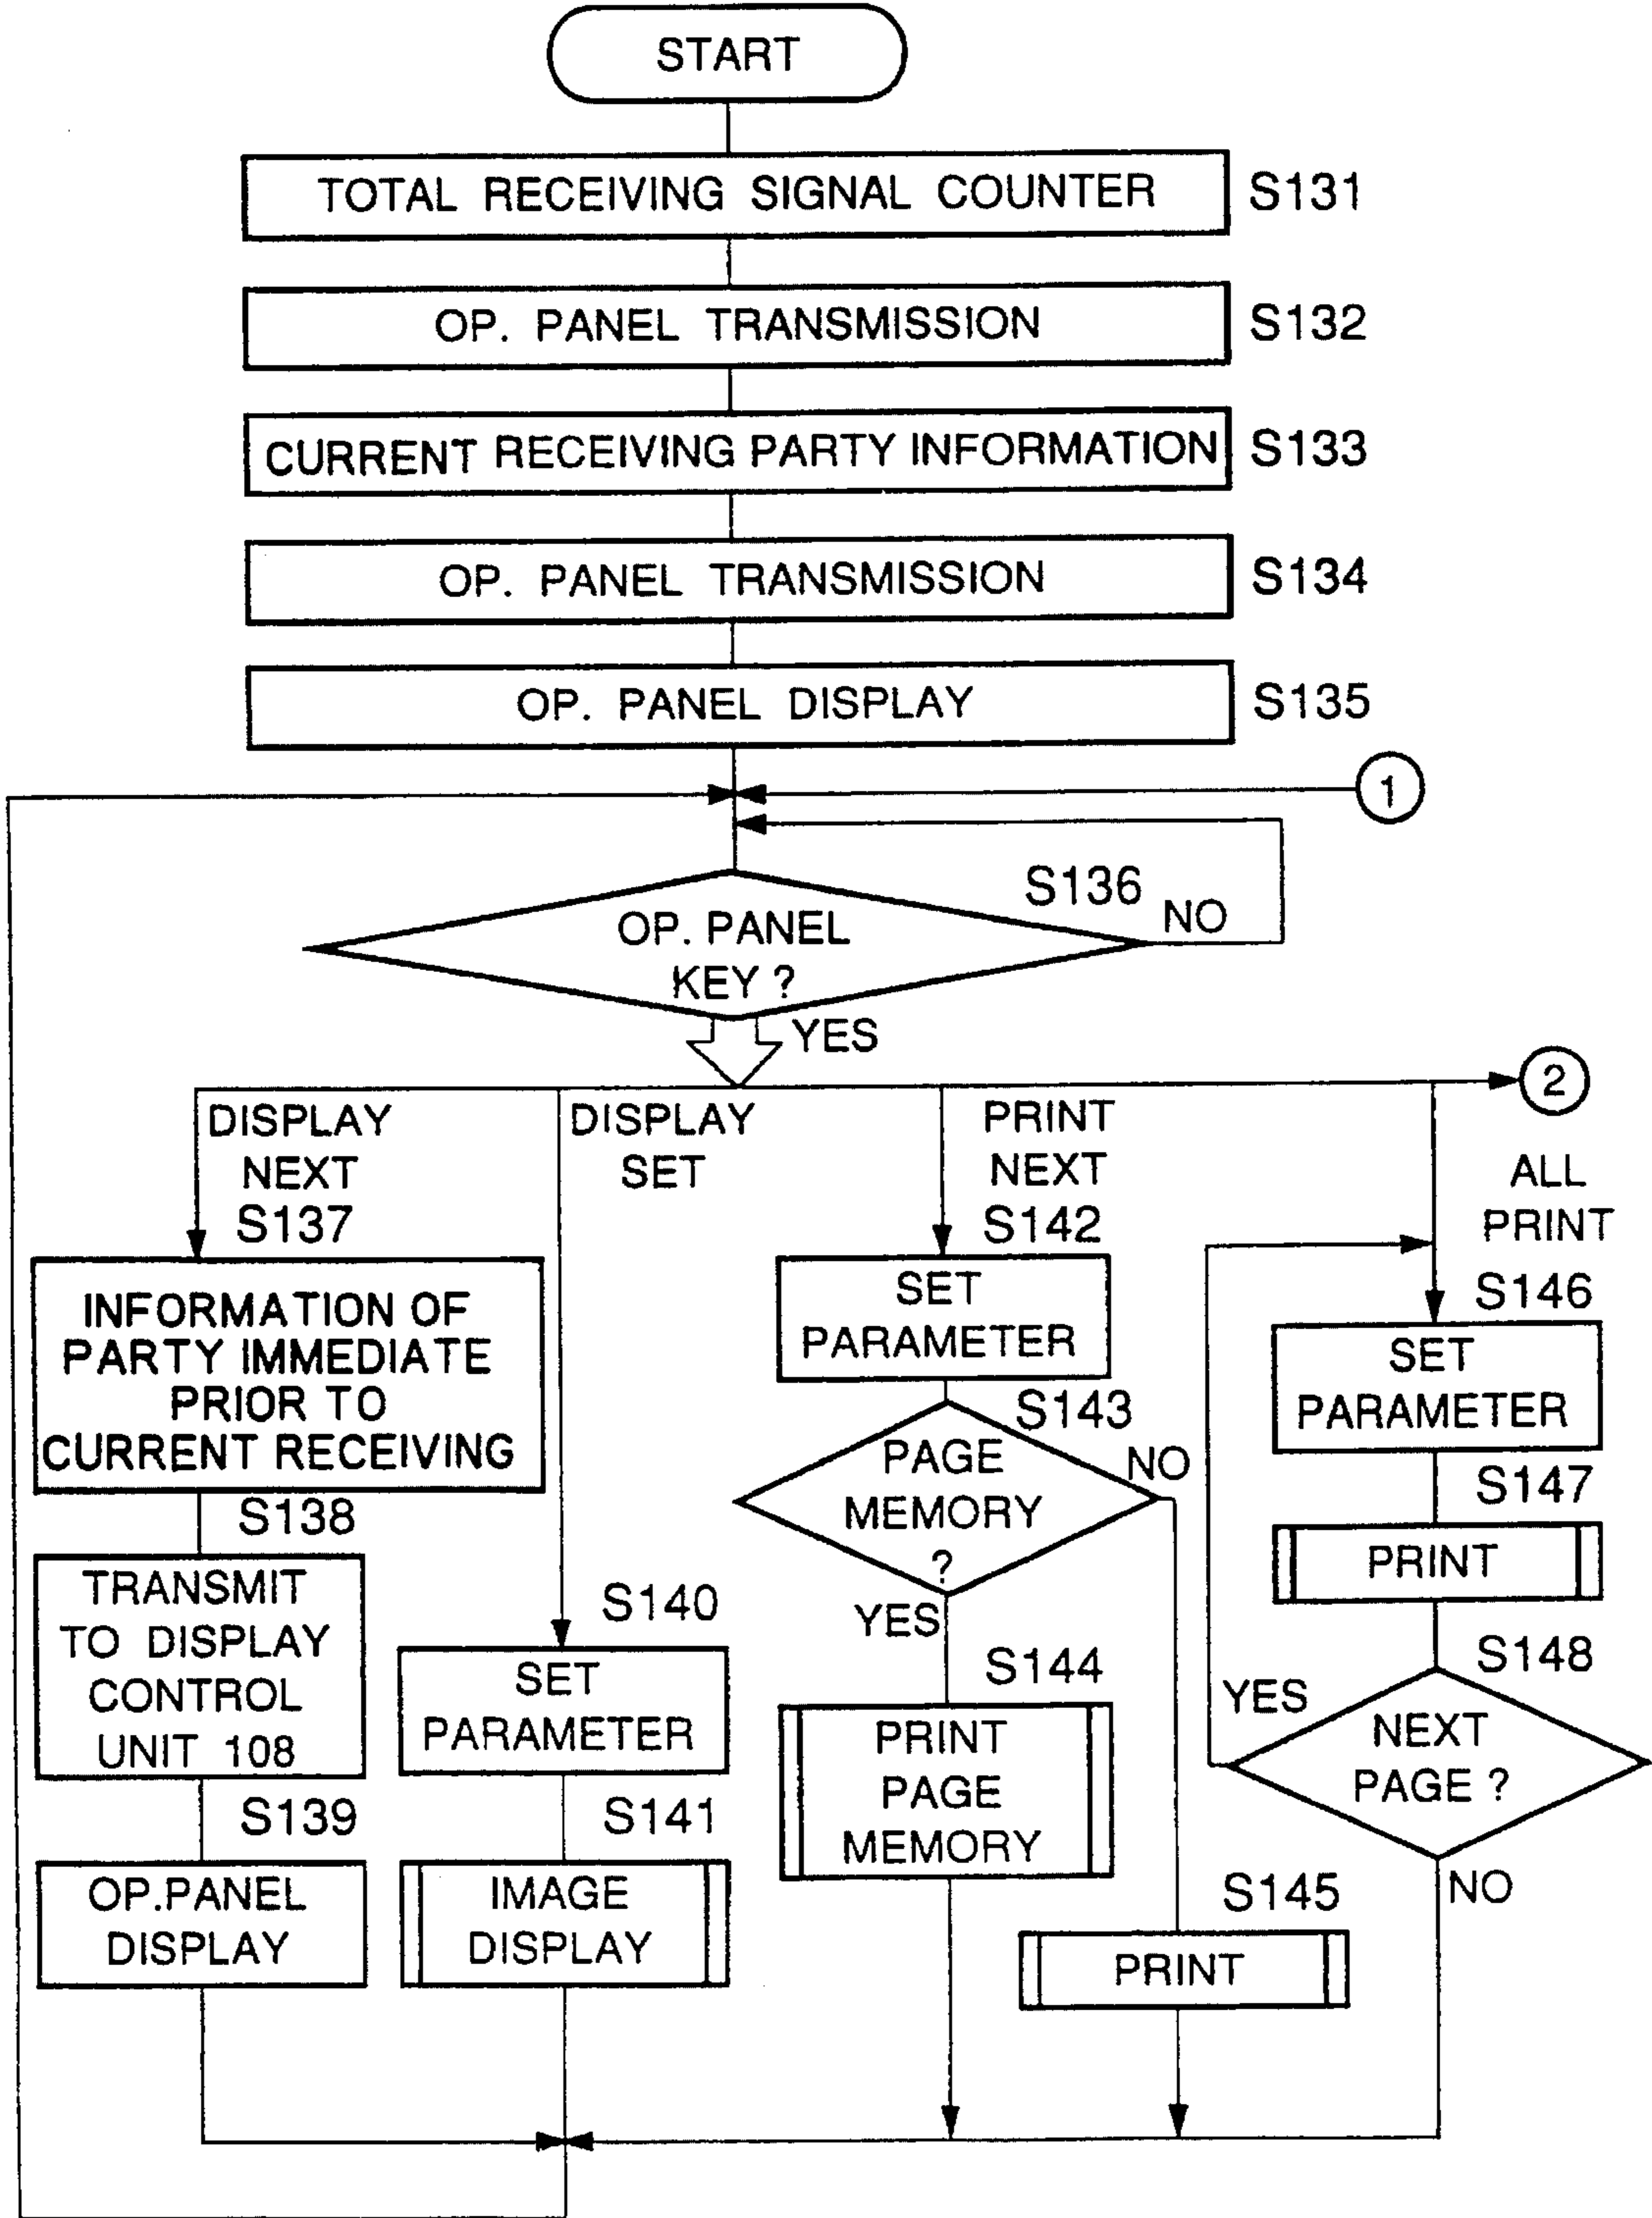 START
TOTAL RECEIVING SIGNAL COUNTER S131
OP. PANEL TRANSMISSION S132
CURRENT RECEIVING PARTY INFORMATION S133
OP. PANEL TRANSMISSION S134
OP. PANEL DISPLAY S135
1
S136
OP. PANEL
KEY ?
NO
YES
2
DISPLAY
NEXT
S137
INFORMATION OF
PARTY IMMEDIATE
PRIOR TO
CURRENT RECEIVING
S138
TRANSMIT
TO DISPLAY
CONTROL
UNIT 108
S139
OP.PANEL
DISPLAY
DISPLAY
SET
S140
SET
PARAMETER
S141
IMAGE
DISPLAY
PRINT
NEXT
S142
SET
PARAMETER
S143
PAGE
MEMORY
?
NO
YES
S144
PRINT
PAGE
MEMORY
S145
PRINT
ALL
PRINT
S146
SET
PARAMETER
S147
PRINT
S148
YES
NEXT
PAGE ?
NO